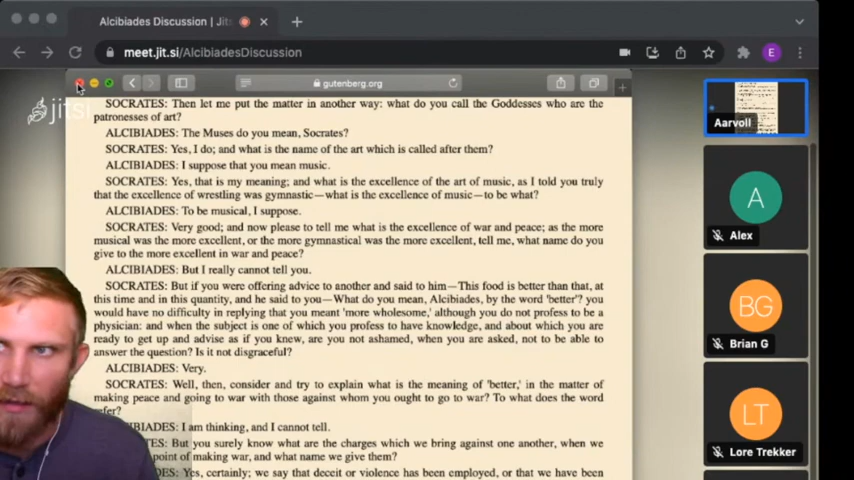 Alcibiades Discussion | Jits
meet.jit.si/AlcibiadesDiscussion
E
gutenberg.org
jitsi
SOCRATES: Then let me put the matter in another way: what do you call the Goddesses who are the
patronesses of art?
ALCIBIADES: The Muses do you mean, Socrates?
SOCRATES: Yes, I do; and what is the name of the art which is called after them?
ALCIBIADES: I suppose that you mean music.
SOCRATES: Yes, that is my meaning; and what is the excellence of the art of music, as I told you truly
that the excellence of wrestling was gymnastic—what is the excellence of music—to be what?
ALCIBIADES: To be musical, I suppose.
SOCRATES: Very good; and now please to tell me what is the excellence of war and peace; as the more
musical was the more excellent, or the more gymnastical was the more excellent, tell me, what name do you
give to the more excellent in war and peace?
ALCIBIADES: But I really cannot tell you.
SOCRATES: But if you were offering advice to another and said to him—This food is better than that, at
this time and in this quantity, and he said to you—What do you mean, Alcibiades, by the word 'better'? you
would have no difficulty in replying that you meant 'more wholesome,' although you do not profess to be a
physician: and when the subject is one of which you profess to have knowledge, and about which you are
ready to get up and advise as if you knew, are you not ashamed, when you are asked, not to be able to
answer the question? Is it not disgraceful?
ALCIBIADES: Very.
SOCRATES: Well, then, consider and try to explain what is the meaning of 'better,' in the matter of
making peace and going to war with those against whom you ought to go to war? To what does the word
refer?
ALCIBIADES: I am thinking, and I cannot tell.
TES: But you surely know what are the charges which we bring against one another, when we
point of making war, and what name we give them?
DES: Yes, certainly; we say that deceit or violence has been employed, or that we have been
Aarvoll
A
Alex
BG
Brian G
LT
Lore Trekker